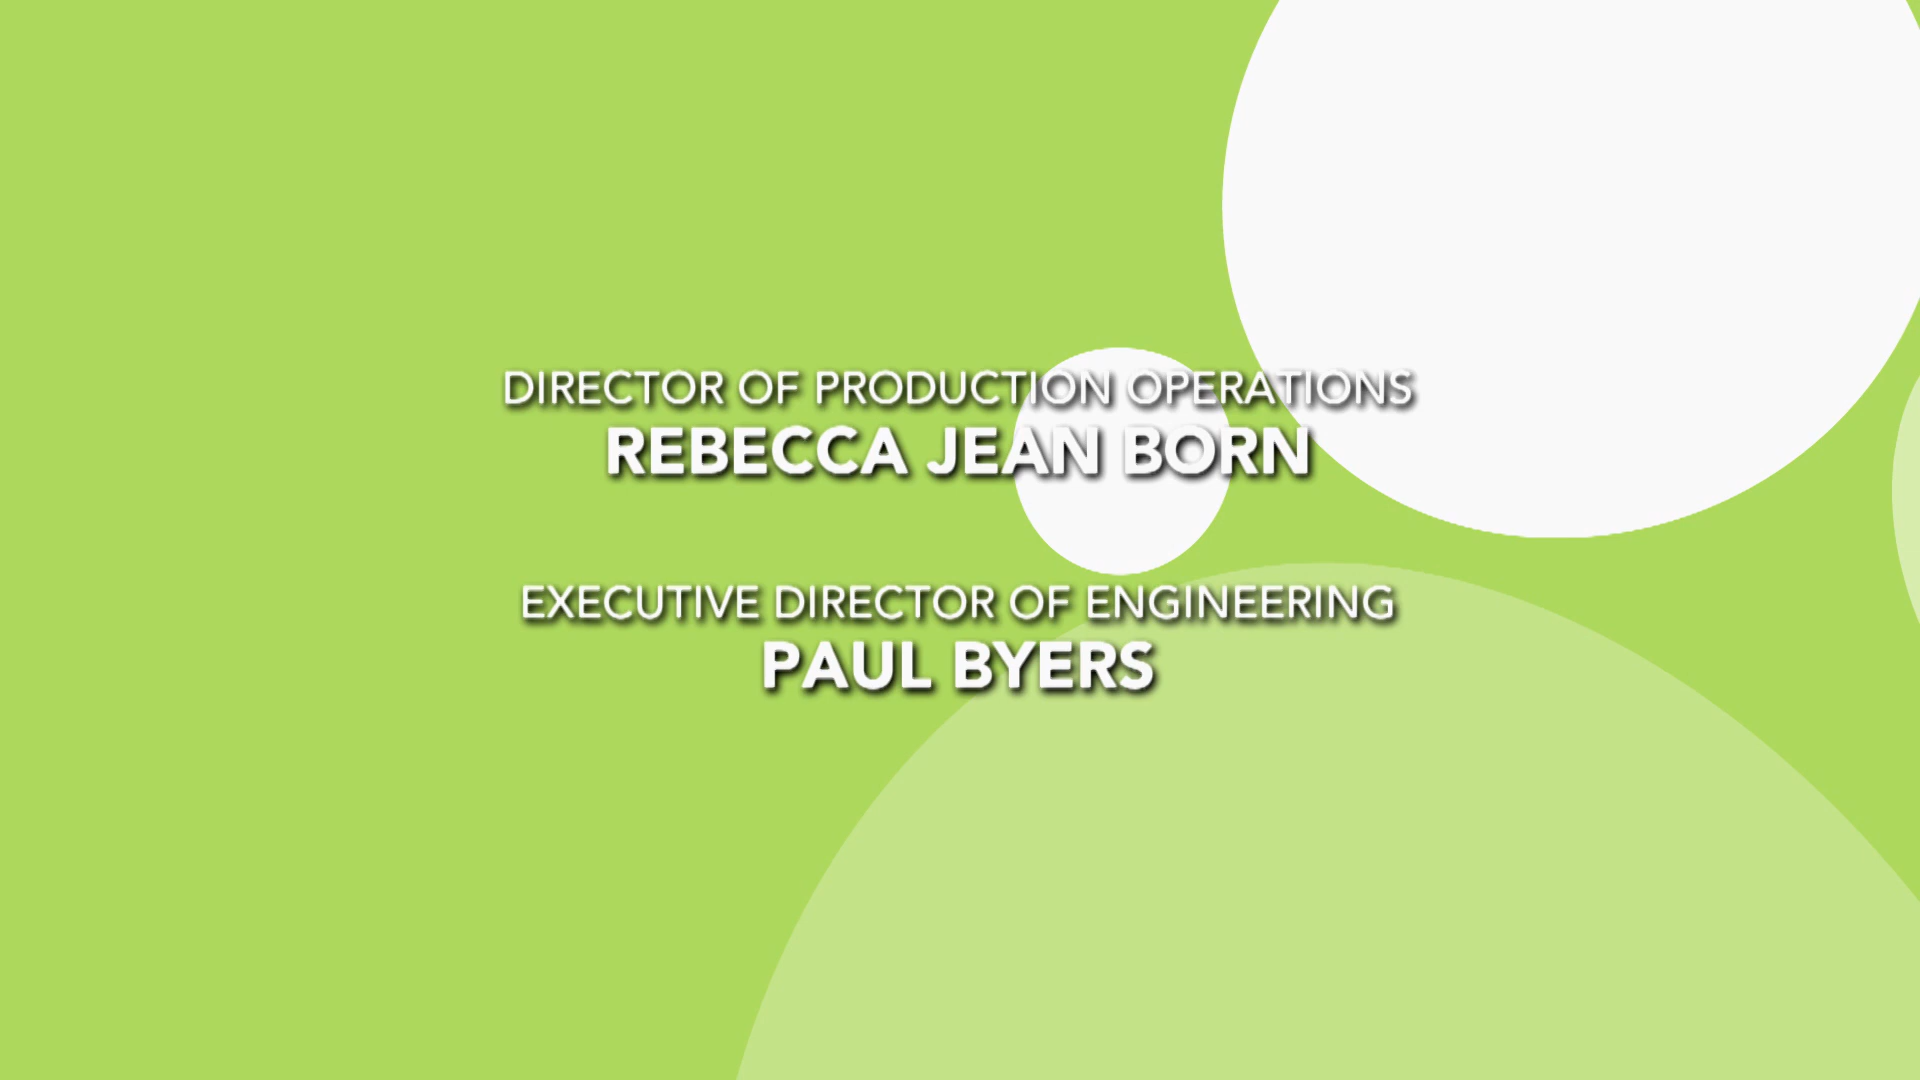 DIRECTOR OF PRODUCTION OPERATIONS
REBECCA JEAN BORN
EXECUTIVE DIRECTOR OF ENGINEERING
PAUL BYERS